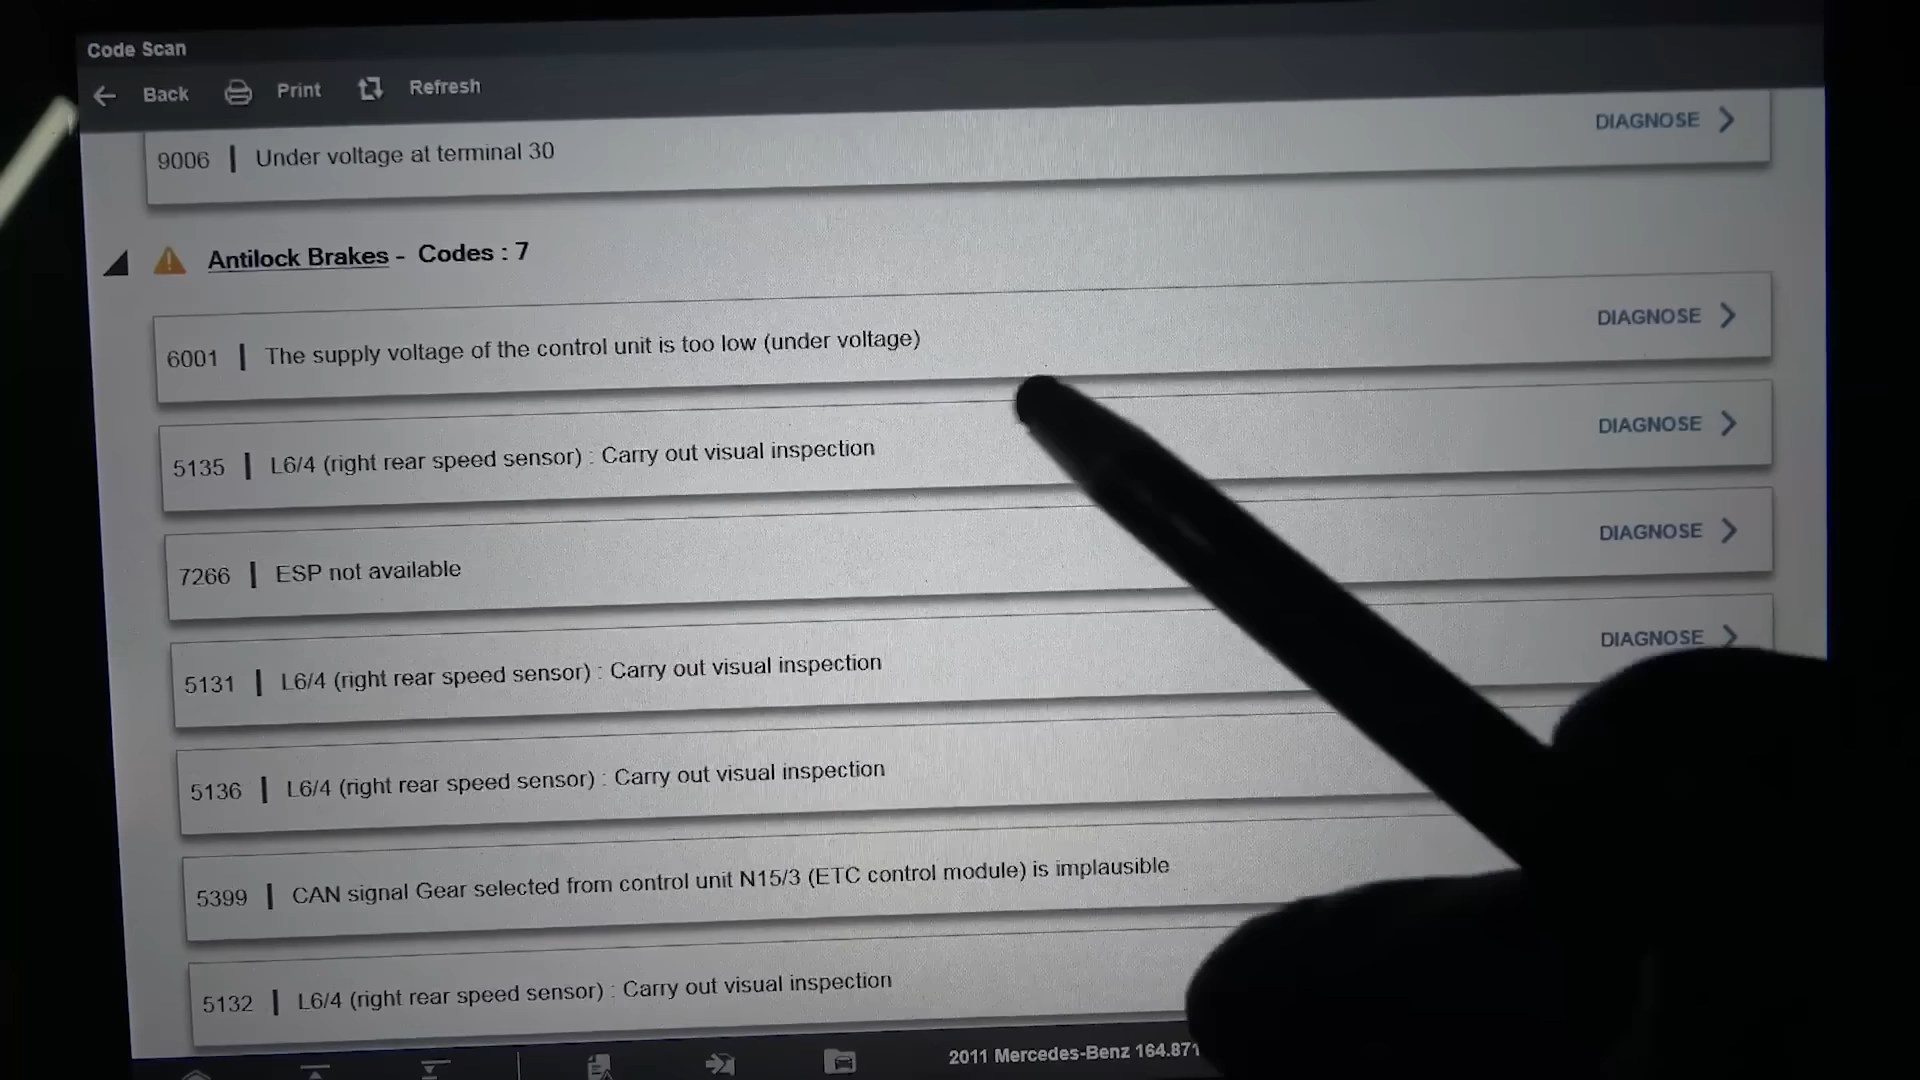 Code Scan
Back Print Refresh
9006 | Under voltage at terminal 30 DIAGNOSE
Antilock Brakes - Codes : 7
6001 | The supply voltage of the control unit is too low (under voltage) DIAGNOSE
5135 | L6/4 (right rear speed sensor) : Carry out visual inspection DIAGNOSE
7266 | ESP not available DIAGNOSE
5131 | L6/4 (right rear speed sensor) : Carry out visual inspection DIAGNOSE
5136 | L6/4 (right rear speed sensor) : Carry out visual inspection
5399 | CAN signal Gear selected from control unit N15/3 (ETC control module) is implausible
5132 | L6/4 (right rear speed sensor) : Carry out visual inspection
2011 Mercedes-Benz 164.871